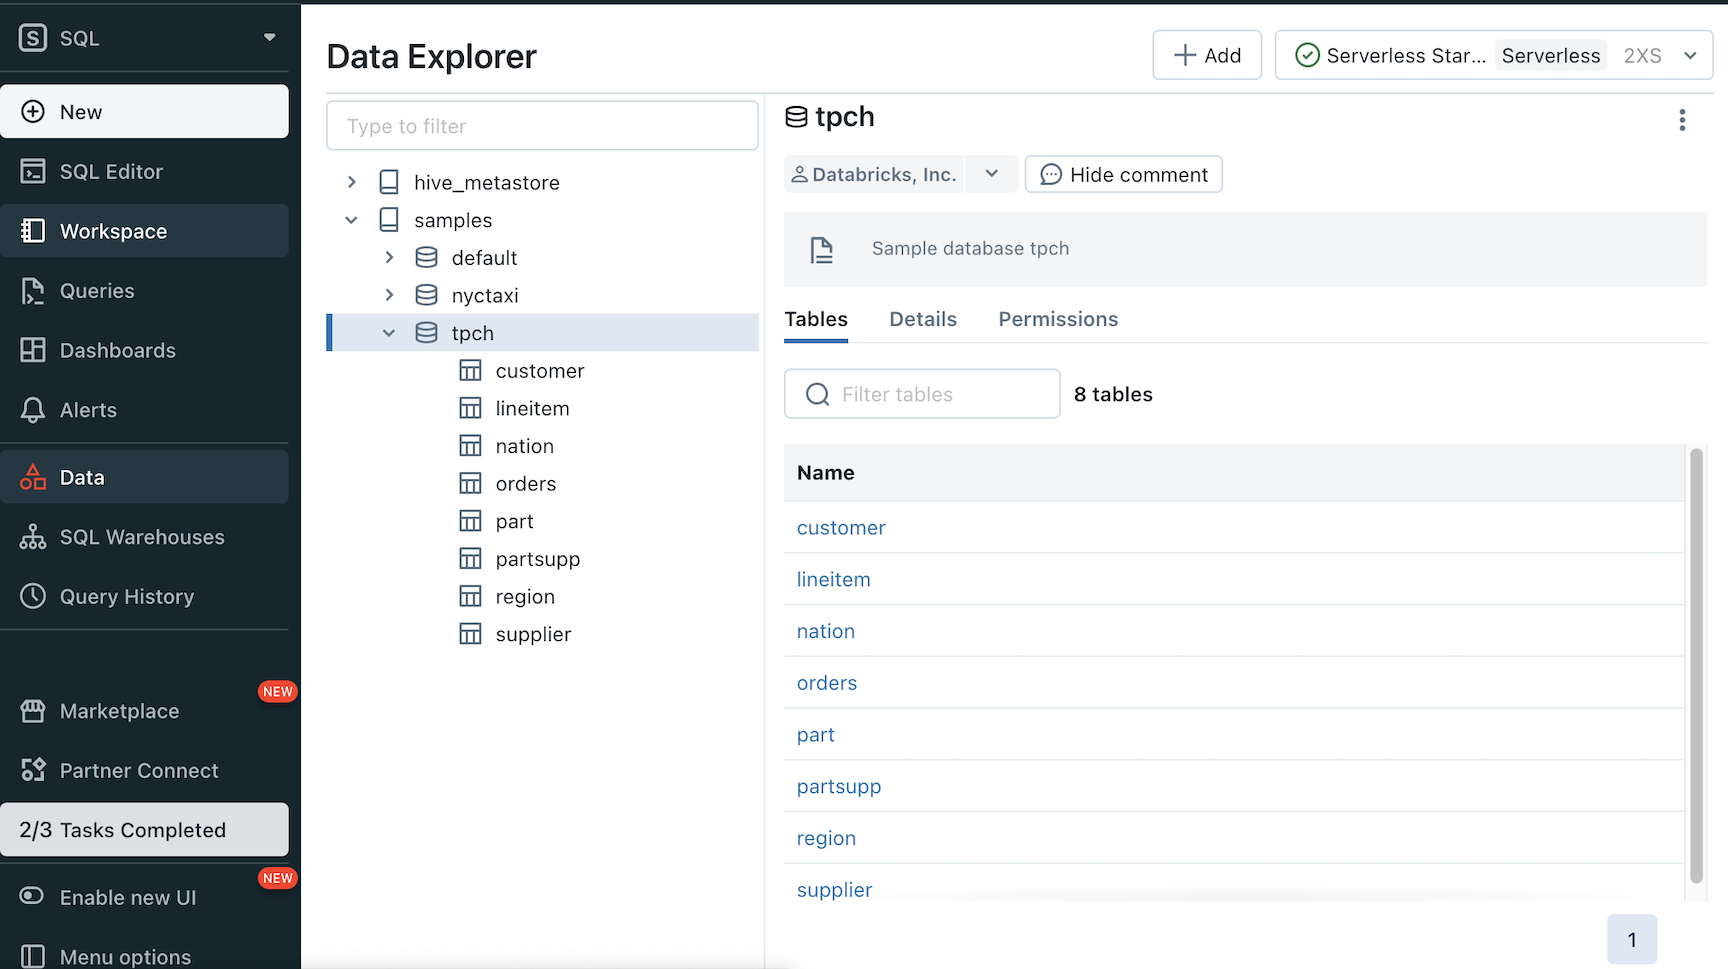 S SQL
New
SQL Editor
Workspace
Queries
Dashboards
Alerts
Data
SQL Warehouses
Query History
NEW
Marketplace
Partner Connect
2/3 Tasks Completed
NEW
Enable new UI
Menu options
Data Explorer
Add
Serverless Star... Serverless 2XS
Type to filter
hive_metastore
samples
default
nyctaxi
tpch
customer
lineitem
nation
orders
part
partsupp
region
supplier
tpch
Databricks, Inc.
Hide comment
Sample database tpch
Tables Details Permissions
Filter tables 8 tables
Name
customer
lineitem
nation
orders
part
partsupp
region
supplier
1